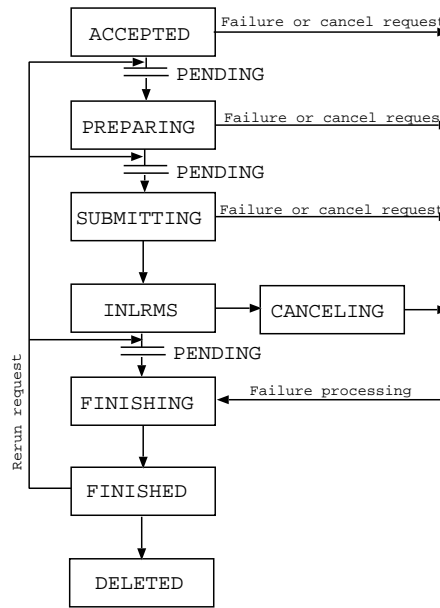 ACCEPTED
Failure or cancel request
PENDING
PREPARING
Failure or cancel request
PENDING
SUBMITTING
Failure or cancel request
INLRMS
CANCELING
PENDING
Rerun request
FINISHING
Failure processing
FINISHED
DELETED